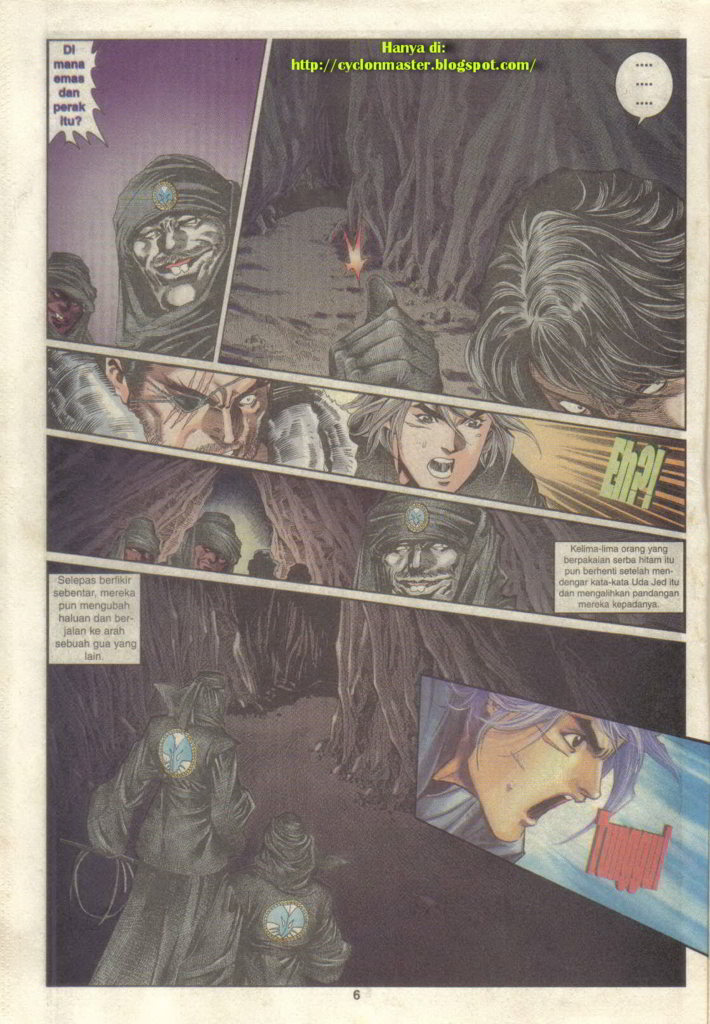 Hanya di:
http://cyclonmaster.blogspot.com/
Di
mana
emas
dan
perak
itu?
....
....
....
Eh?!
Kelima-lima orang yang
berpakaian serba hitam itu
pun berhenti setelah men-
dengar kata-kata Uda Jed itu
dan mengalihkan pandangan
mereka kepadanya.
Selepas berfikir
sebentar, mereka
pun mengubah
haluan dan ber-
jalan ke arah
sebuah gua yang
lain.
6